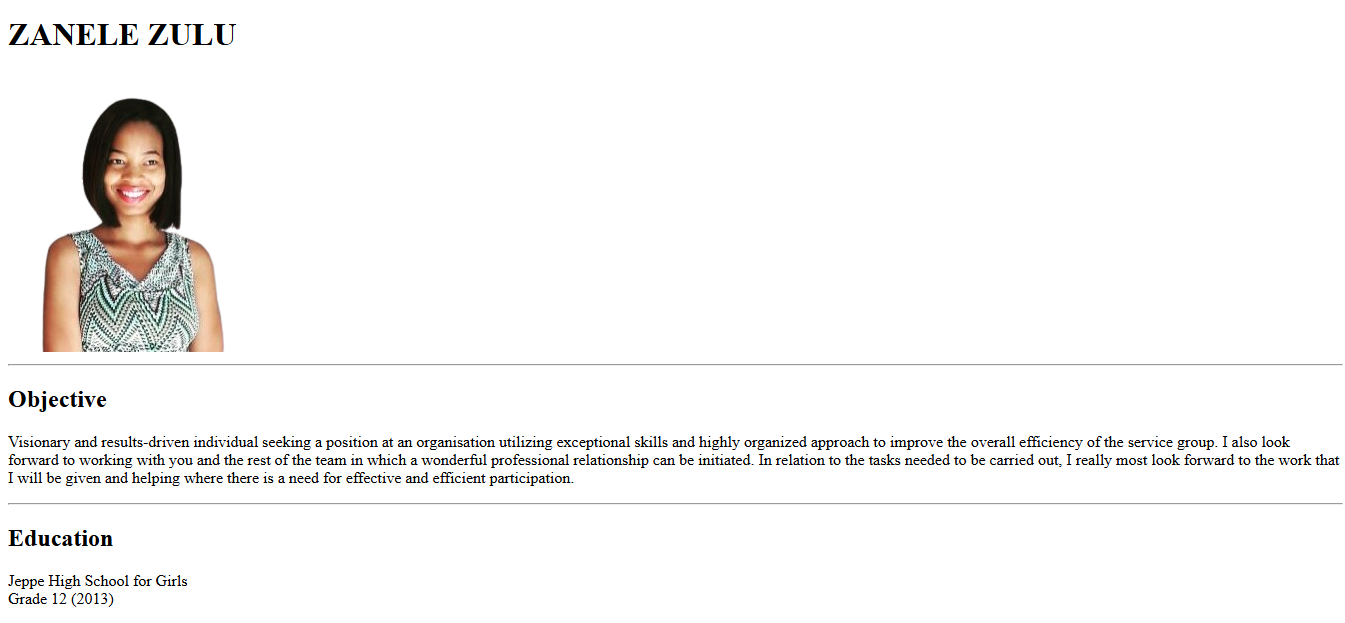 ZANELE ZULU
Objective
Visionary and results-driven individual seeking a position at an organisation utilizing exceptional skills and highly organized approach to improve the overall efficiency of the service group. I also look
forward to working with you and the rest of the team in which a wonderful professional relationship can be initiated. In relation to the tasks needed to be carried out, I really most look forward to the work that
I will be given and helping where there is a need for effective and efficient participation.
Education
Jeppe High School for Girls
Grade 12 (2013)